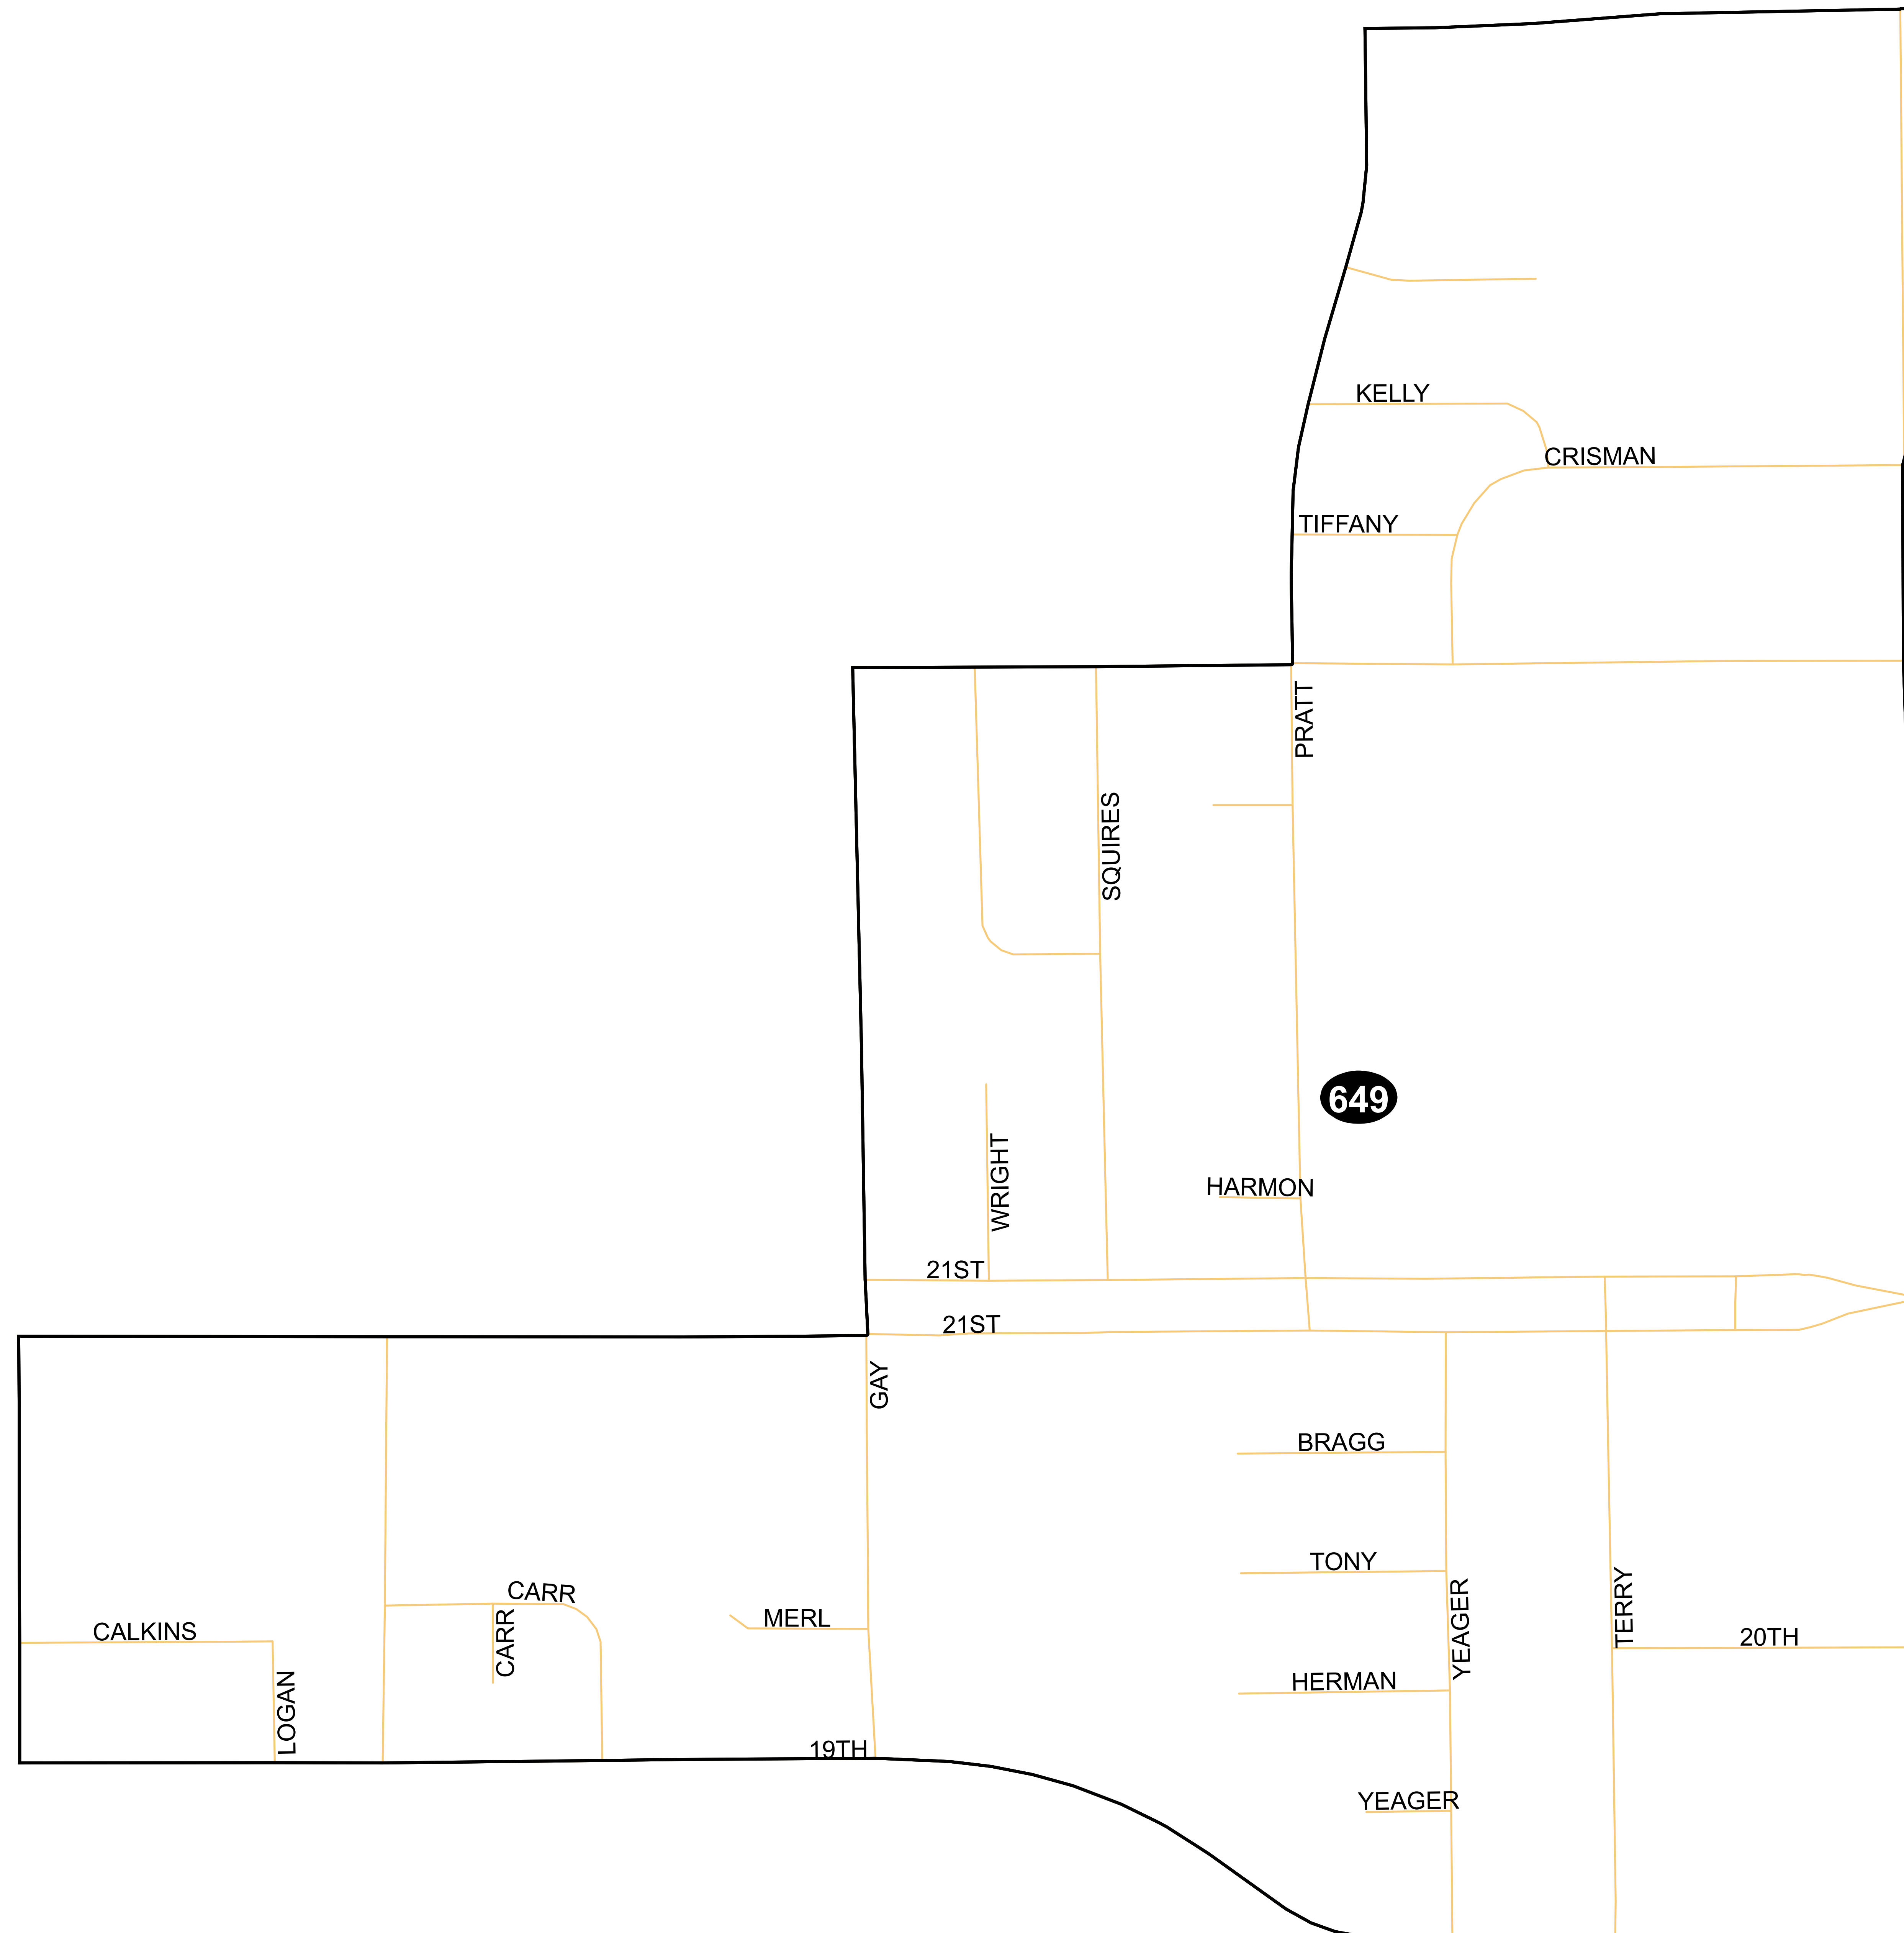 KELLY
CRISMAN
TIFFANY
PRATT
SQUIRES
649
WRIGHT
HARMON
21ST
21ST
GAY
BRAGG
TONY
CARR
CARR
YEAGER
TERRY
MERL
CALKINS
20TH
LOGAN
HERMAN
19TH
YEAGER